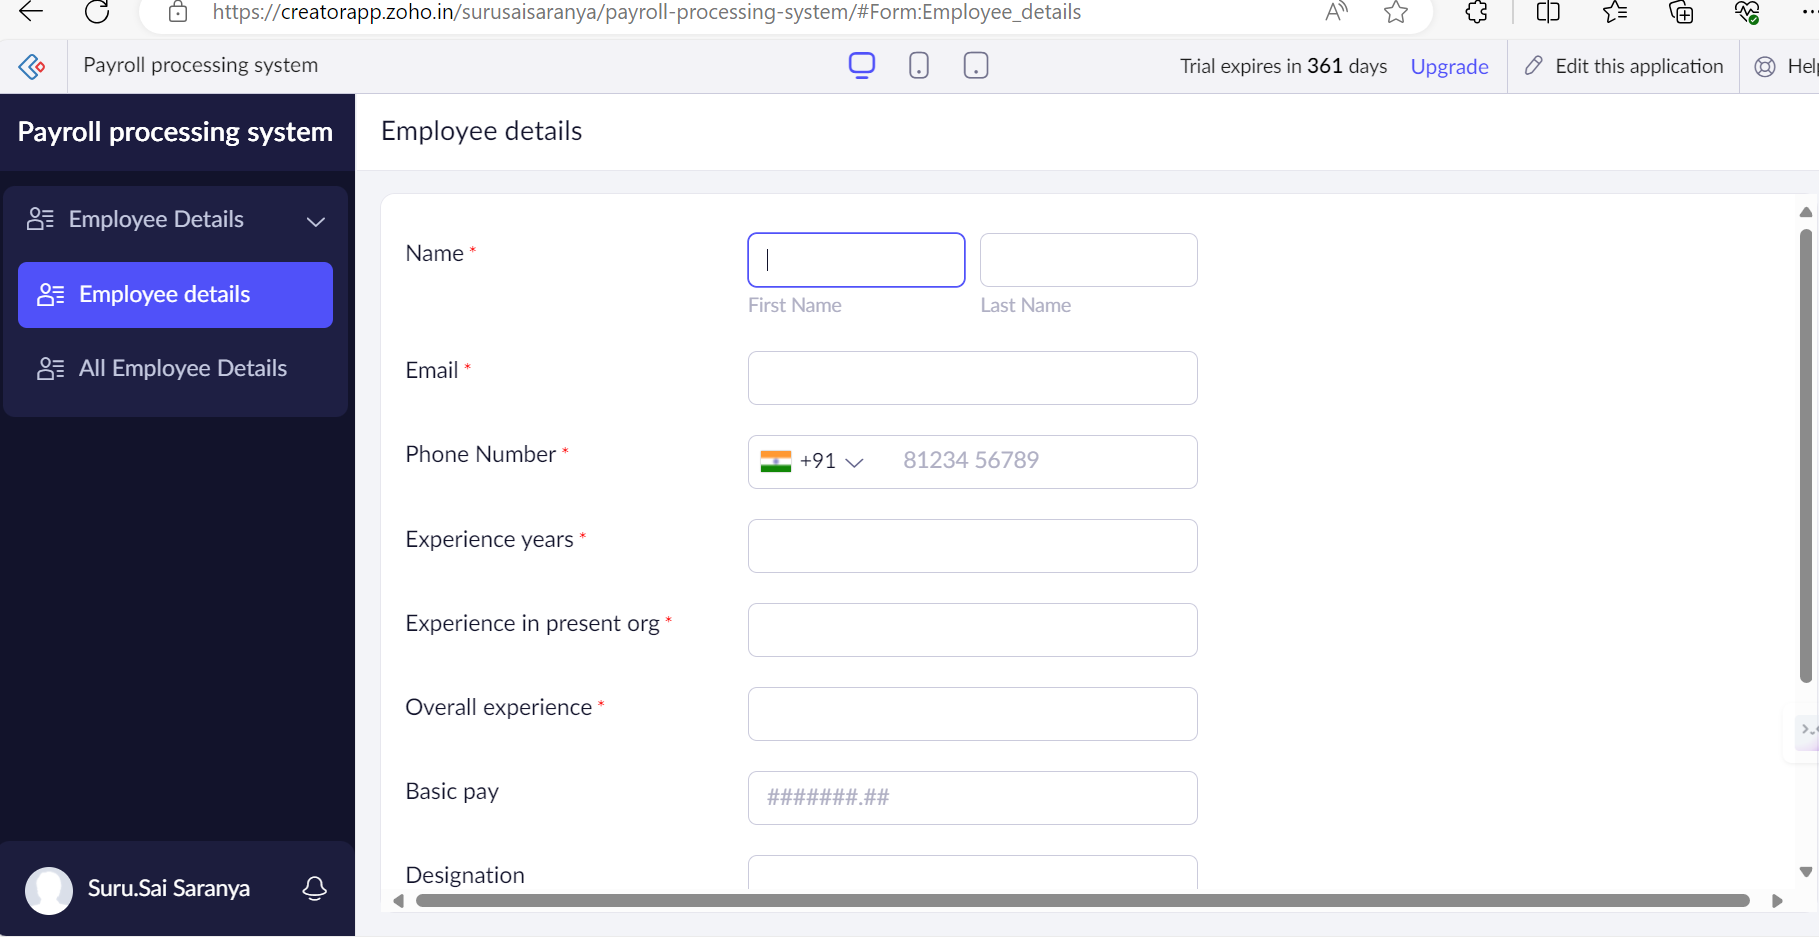 https://creatorapp.zoho.in/surusaisaranya/payroll-processing-system/#Form:Employee_details
Payroll processing system
Trial expires in 361 days Upgrade Edit this application
Payroll processing system
Employee details
Employee Details
Employee details
All Employee Details
Name *
First Name Last Name
Email *
Phone Number * +91 81234 56789
Experience years *
Experience in present org *
Overall experience *
Basic pay #######.##
Designation
Suru.Sai Saranya